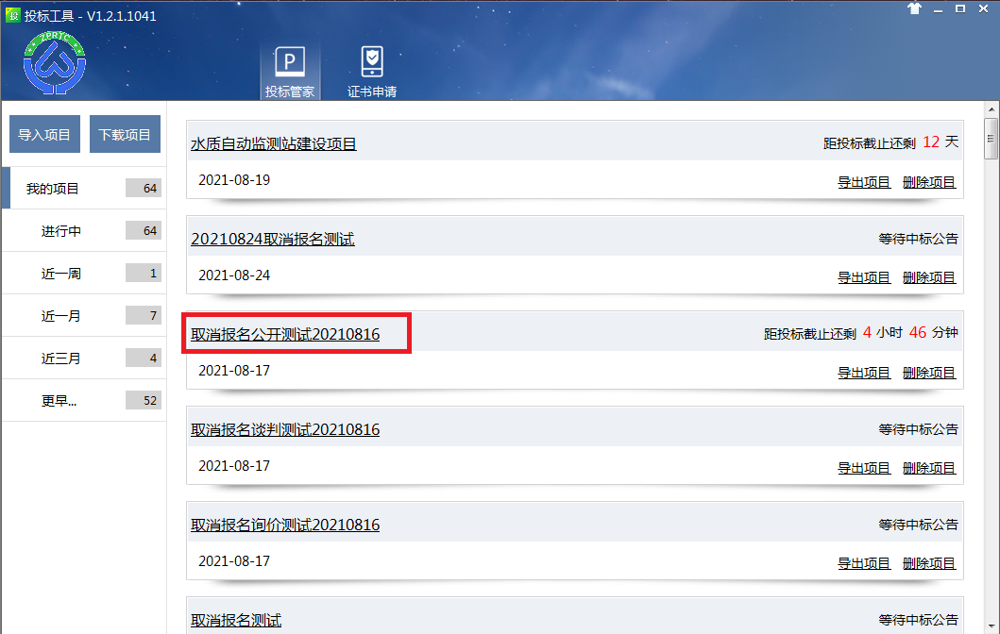 投 投标工具 - V1.2.1.1041
ZBRTC
P
投标管家 证书申请
导入项目 下载项目
我的项目 64
进行中 64
近一周 1
近一月 7
近三月 4
更早... 52
水质自动监测站建设项目 距投标截止还剩 12 天
2021-08-19 导出项目 删除项目
20210824取消报名测试 等待中标公告
2021-08-24 导出项目 删除项目
取消报名公开测试20210816 距投标截止还剩 4 小时 46 分钟
2021-08-17 导出项目 删除项目
取消报名谈判测试20210816 等待中标公告
2021-08-17 导出项目 删除项目
取消报名询价测试20210816 等待中标公告
2021-08-17 导出项目 删除项目
取消报名测试 等待中标公告